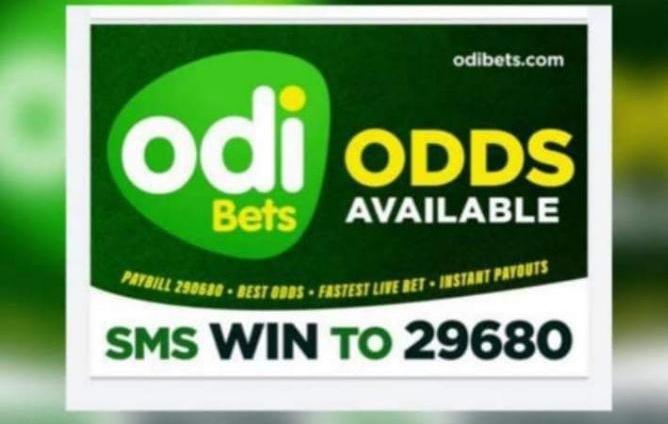 odibets.com
odi
Bets
ODDS
AVAILABLE
PAYBILL 290680 • BEST ODDS • FASTEST LIVE BET • INSTANT PAYOUTS
SMS WIN TO 29680